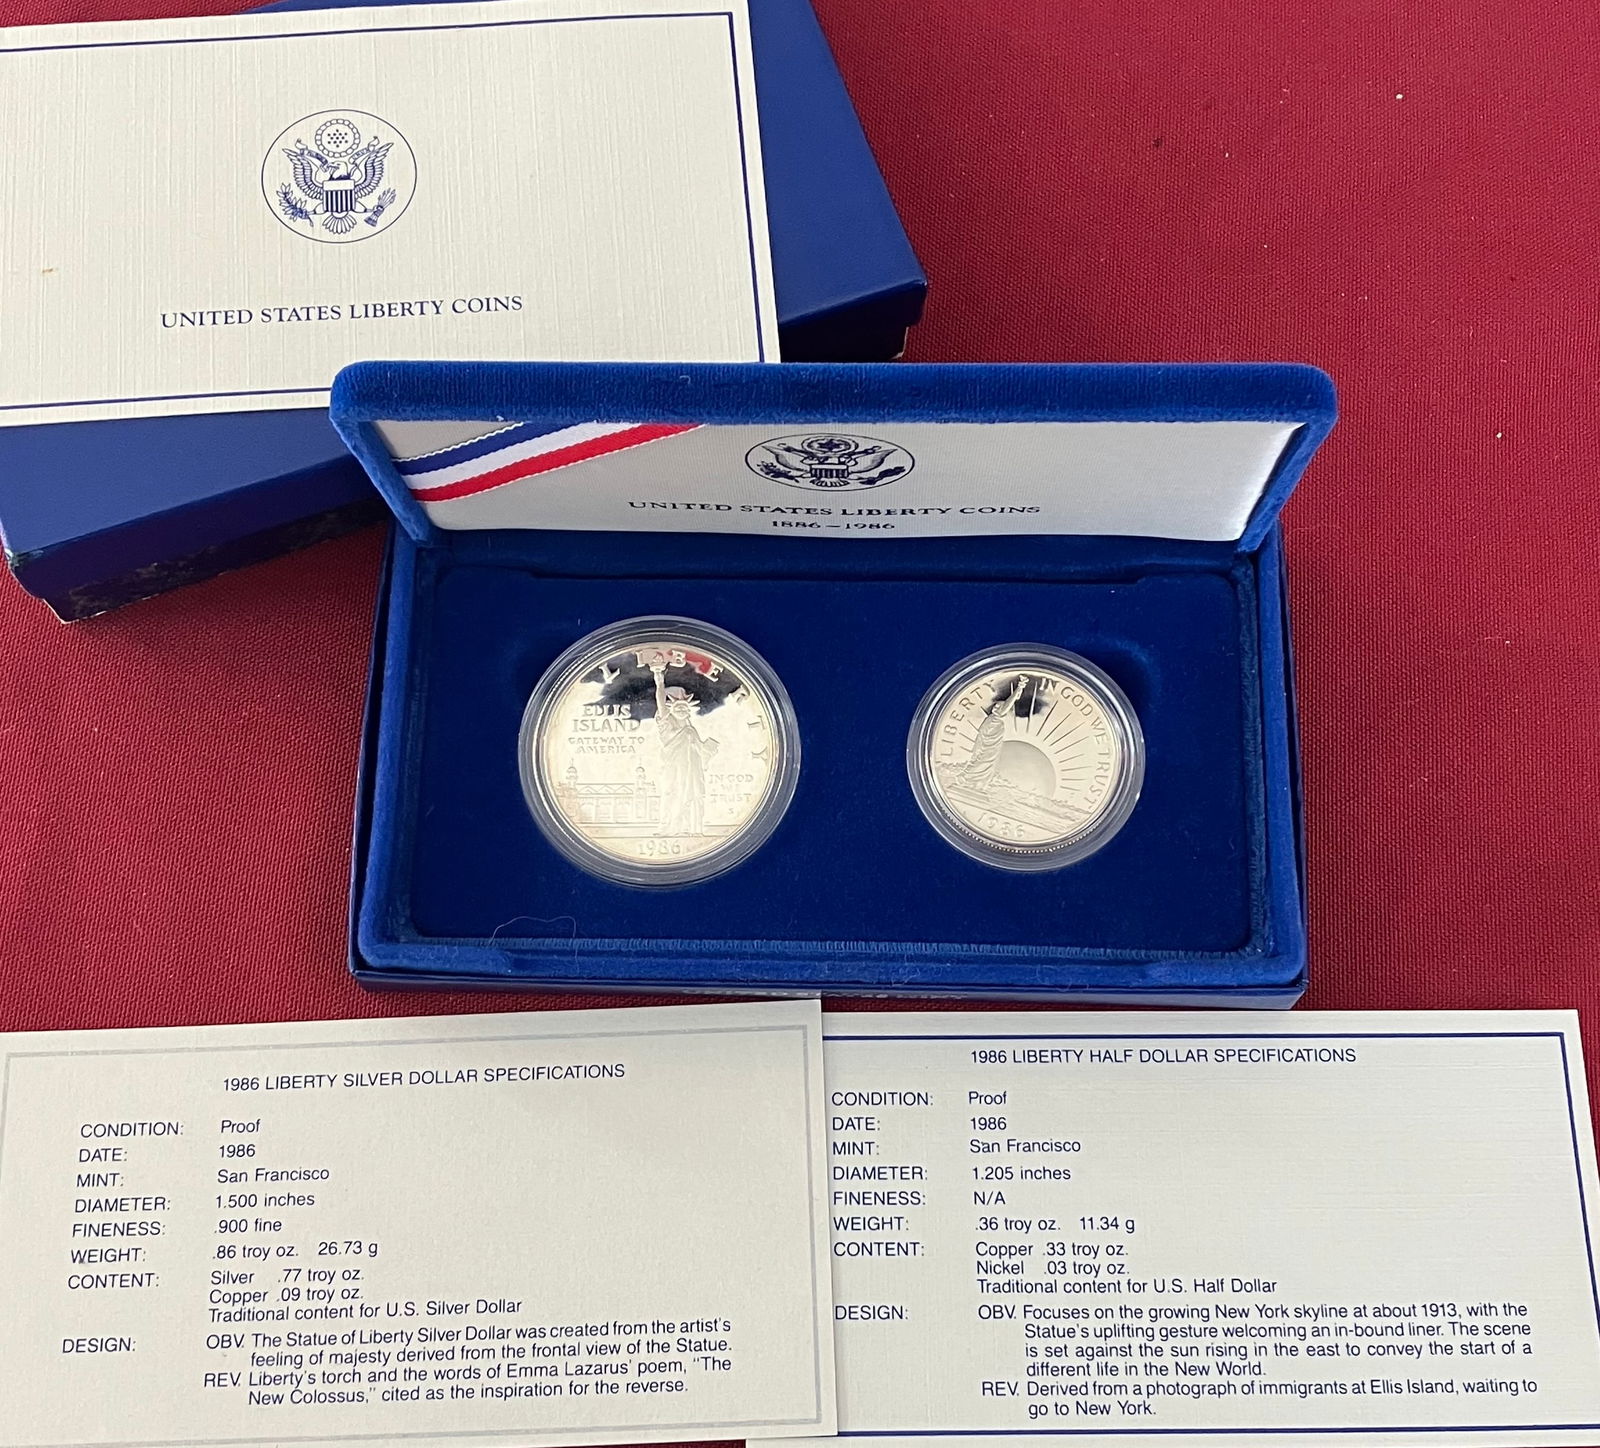 UNITED STATES LIBERTY COINS
UNITED STATES LIBERTY COINS
1886-1986
LIBERTY
ELLIS
ISLAND
GATEWAY TO
AMERICA
IN GOD
WE
TRUST
S
1986
LIBERTY
IN GOD WE TRUST
1986
1986 LIBERTY SILVER DOLLAR SPECIFICATIONS
CONDITION: Proof
DATE: 1986
MINT: San Francisco
DIAMETER: 1.500 inches
FINENESS: .900 fine
WEIGHT: .86 troy oz. 26.73 g
CONTENT: Silver .77 troy oz.
Copper .09 troy oz.
Traditional content for U.S. Silver Dollar
DESIGN: OBV. The Statue of Liberty Silver Dollar was created from the artist's
feeling of majesty derived from the frontal view of the Statue.
REV. Liberty's torch and the words of Emma Lazarus' poem, "The
New Colossus," cited as the inspiration for the reverse.
1986 LIBERTY HALF DOLLAR SPECIFICATIONS
CONDITION: Proof
DATE: 1986
MINT: San Francisco
DIAMETER: 1.205 inches
FINENESS: N/A
WEIGHT: .36 troy oz. 11.34 g
CONTENT: Copper .33 troy oz.
Nickel .03 troy oz.
Traditional content for U.S. Half Dollar
DESIGN: OBV. Focuses on the growing New York skyline at about 1913, with the
Statue's uplifting gesture welcoming an in-bound liner. The scene
is set against the sun rising in the east to convey the start of a
different life in the New World.
REV. Derived from a photograph of immigrants at Ellis Island, waiting to
go to New York.